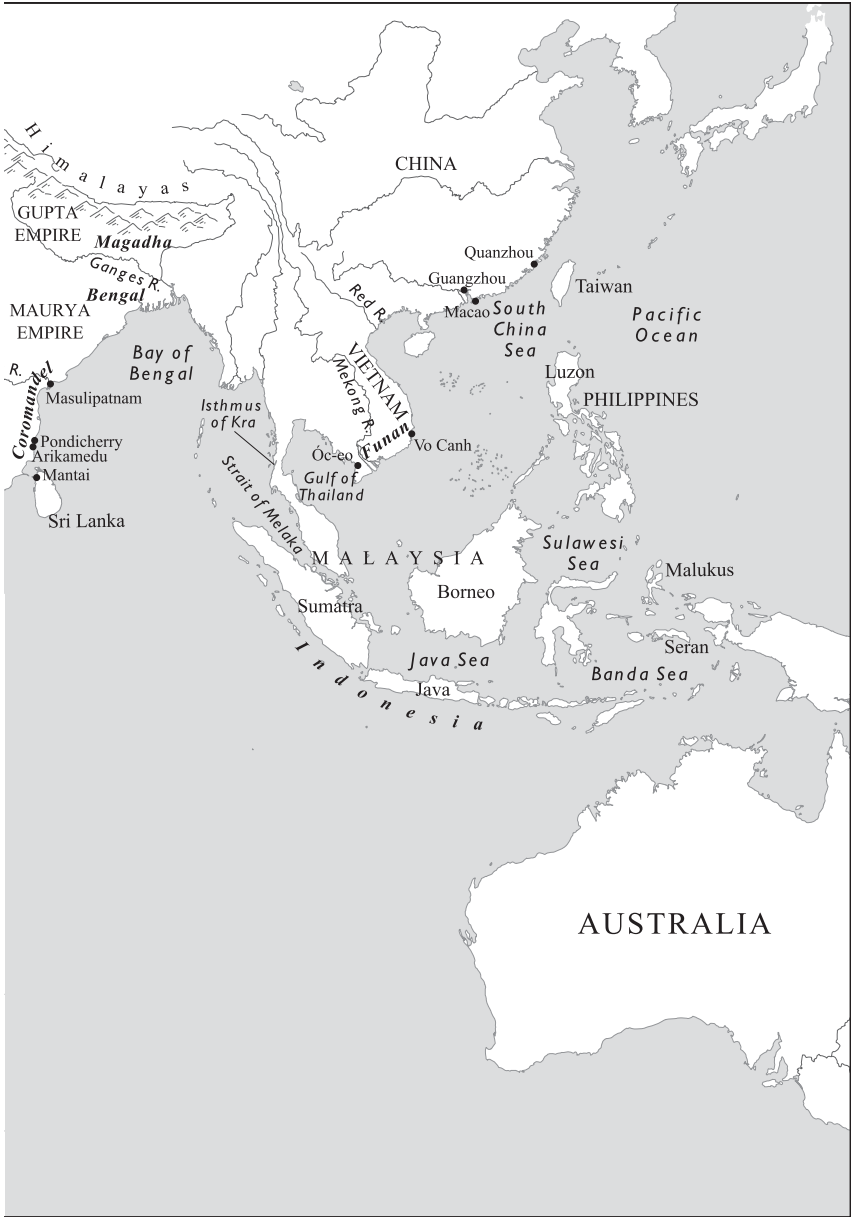 Himalayas
CHINA
GUPTA
EMPIRE
Magadha
Quanzhou
Ganges R.
Guangzhou
Bengal
Red R.
Taiwan
Macao
South
China
Sea
MAURYA
EMPIRE
Pacific
Ocean
Bay of
Bengal
VIETNAM
R.
Coromandel
Luzon
Masulipatnam
Mekong R.
PHILIPPINES
Isthmus
of Kra
Funan
Pondicherry
Vo Canh
Arikamedu
Óc-eo
Mantai
Gulf of
Thailand
Strait of Melaka
Sri Lanka
Sulawesi
Sea
MALAYSIA
Malukus
Borneo
Sumatra
Seran
Java Sea
Banda Sea
Indonesia
Java
AUSTRALIA